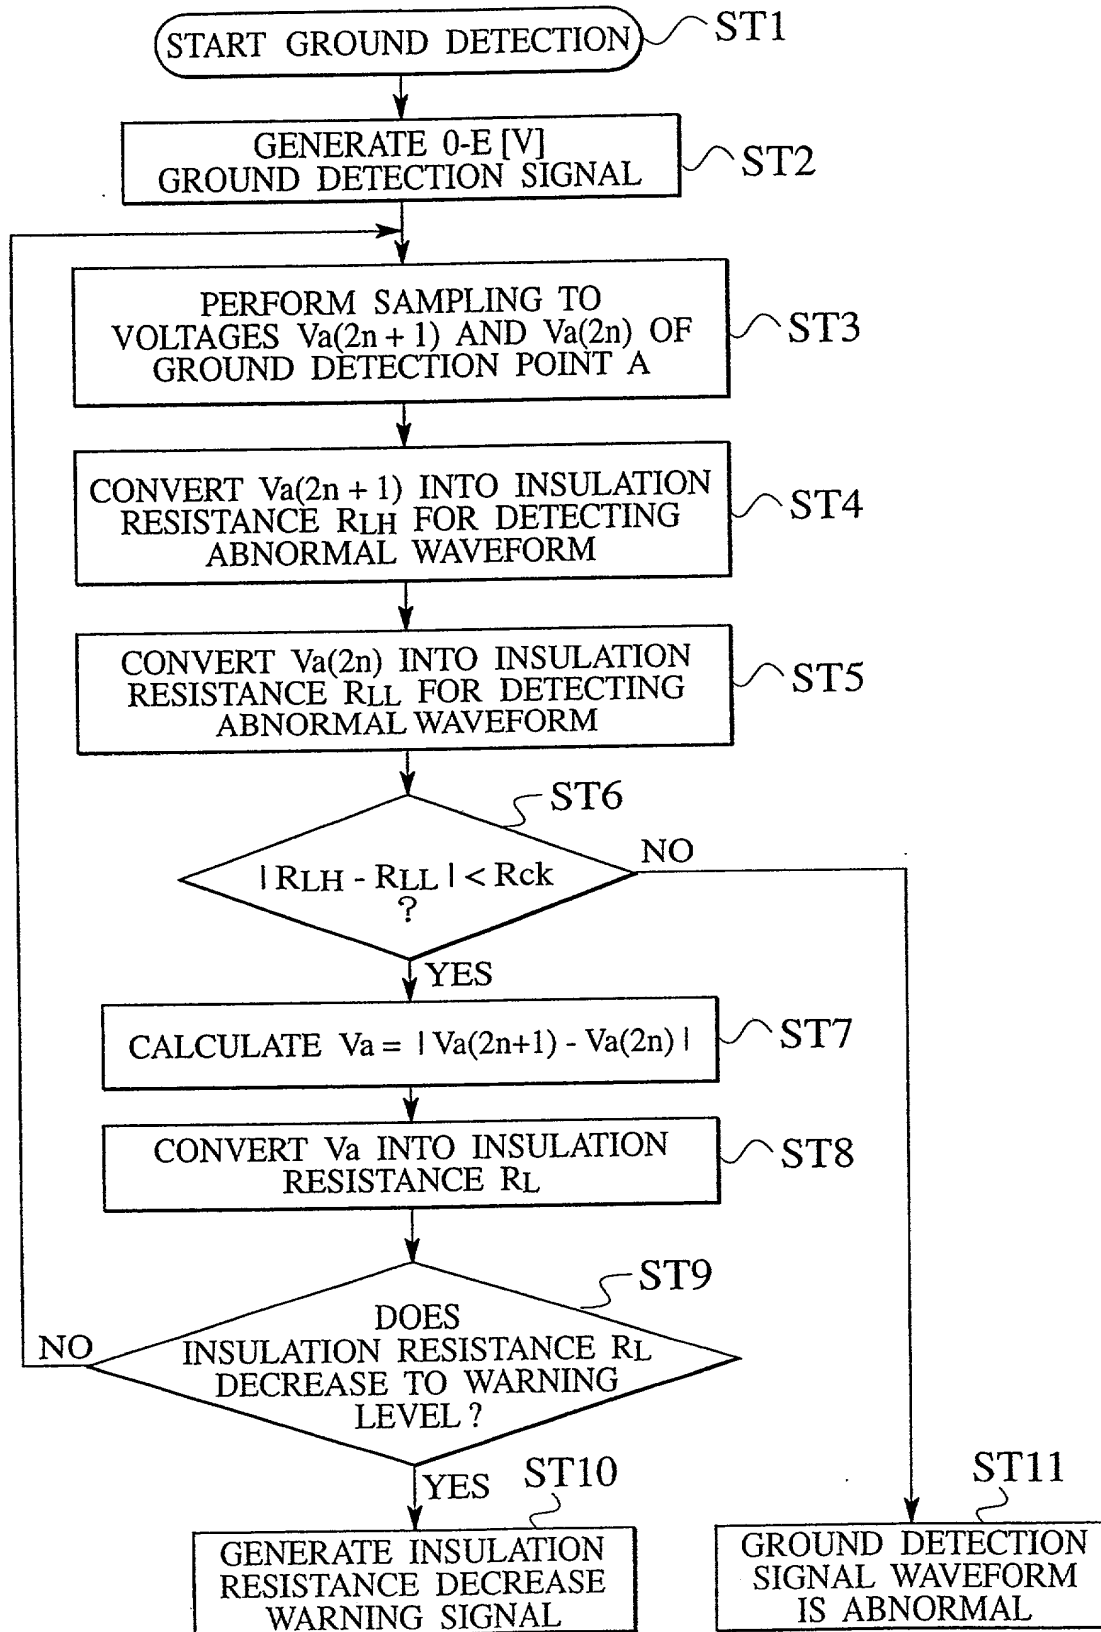 START GROUND DETECTION
ST1
GENERATE 0-E [V]
GROUND DETECTION SIGNAL
ST2
PERFORM SAMPLING TO
VOLTAGES Va(2n + 1) AND Va(2n) OF
GROUND DETECTION POINT A
ST3
CONVERT Va(2n + 1) INTO INSULATION
RESISTANCE RLH FOR DETECTING
ABNORMAL WAVEFORM
ST4
CONVERT Va(2n) INTO INSULATION
RESISTANCE RLL FOR DETECTING
ABNORMAL WAVEFORM
ST5
ST6
| RLH - RLL | < Rck
?
NO
YES
CALCULATE Va = | Va(2n+1) - Va(2n) |
ST7
CONVERT Va INTO INSULATION
RESISTANCE RL
ST8
ST9
DOES
INSULATION RESISTANCE RL
DECREASE TO WARNING
LEVEL ?
NO
YES
ST10
GENERATE INSULATION
RESISTANCE DECREASE
WARNING SIGNAL
ST11
GROUND DETECTION
SIGNAL WAVEFORM
IS ABNORMAL